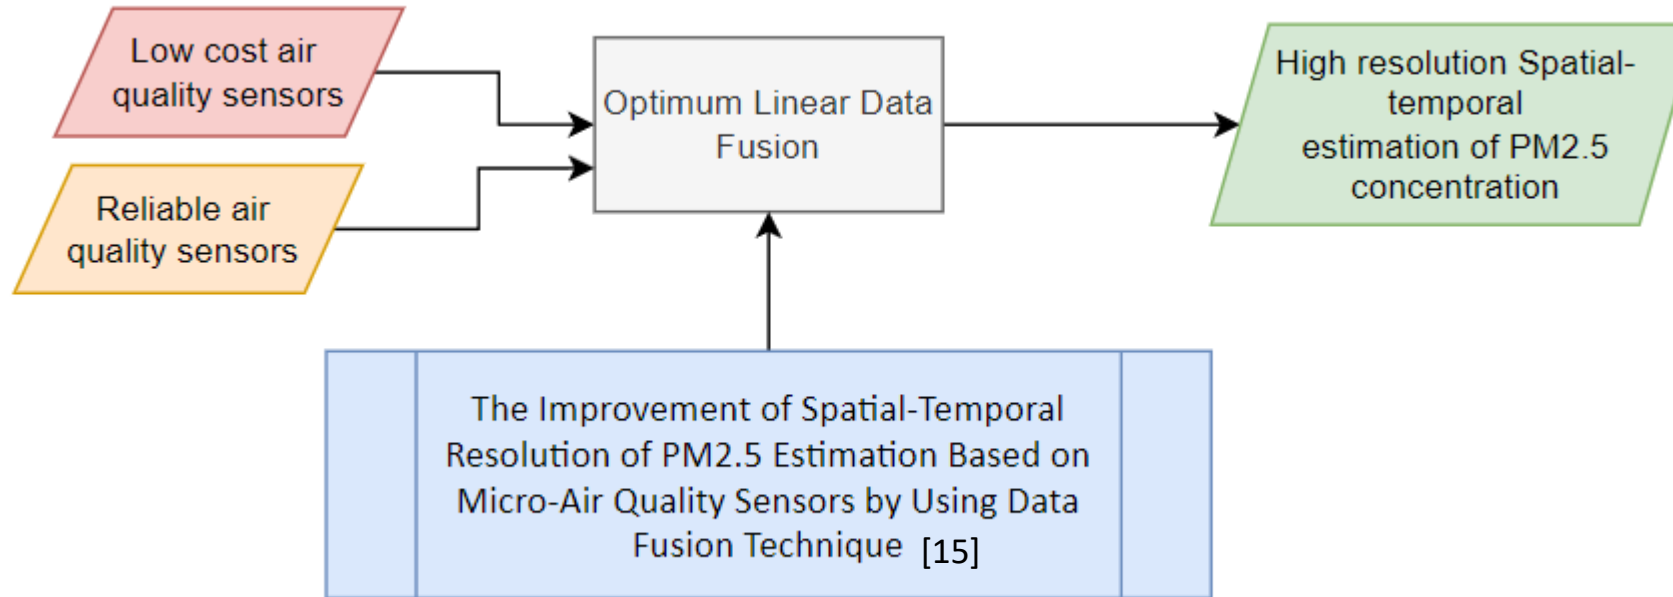 Low cost air
quality sensors
Reliable air
quality sensors
Optimum Linear Data
Fusion
High resolution Spatial-
temporal
estimation of PM2.5
concentration
The Improvement of Spatial-Temporal
Resolution of PM2.5 Estimation Based on
Micro-Air Quality Sensors by Using Data
Fusion Technique [15]